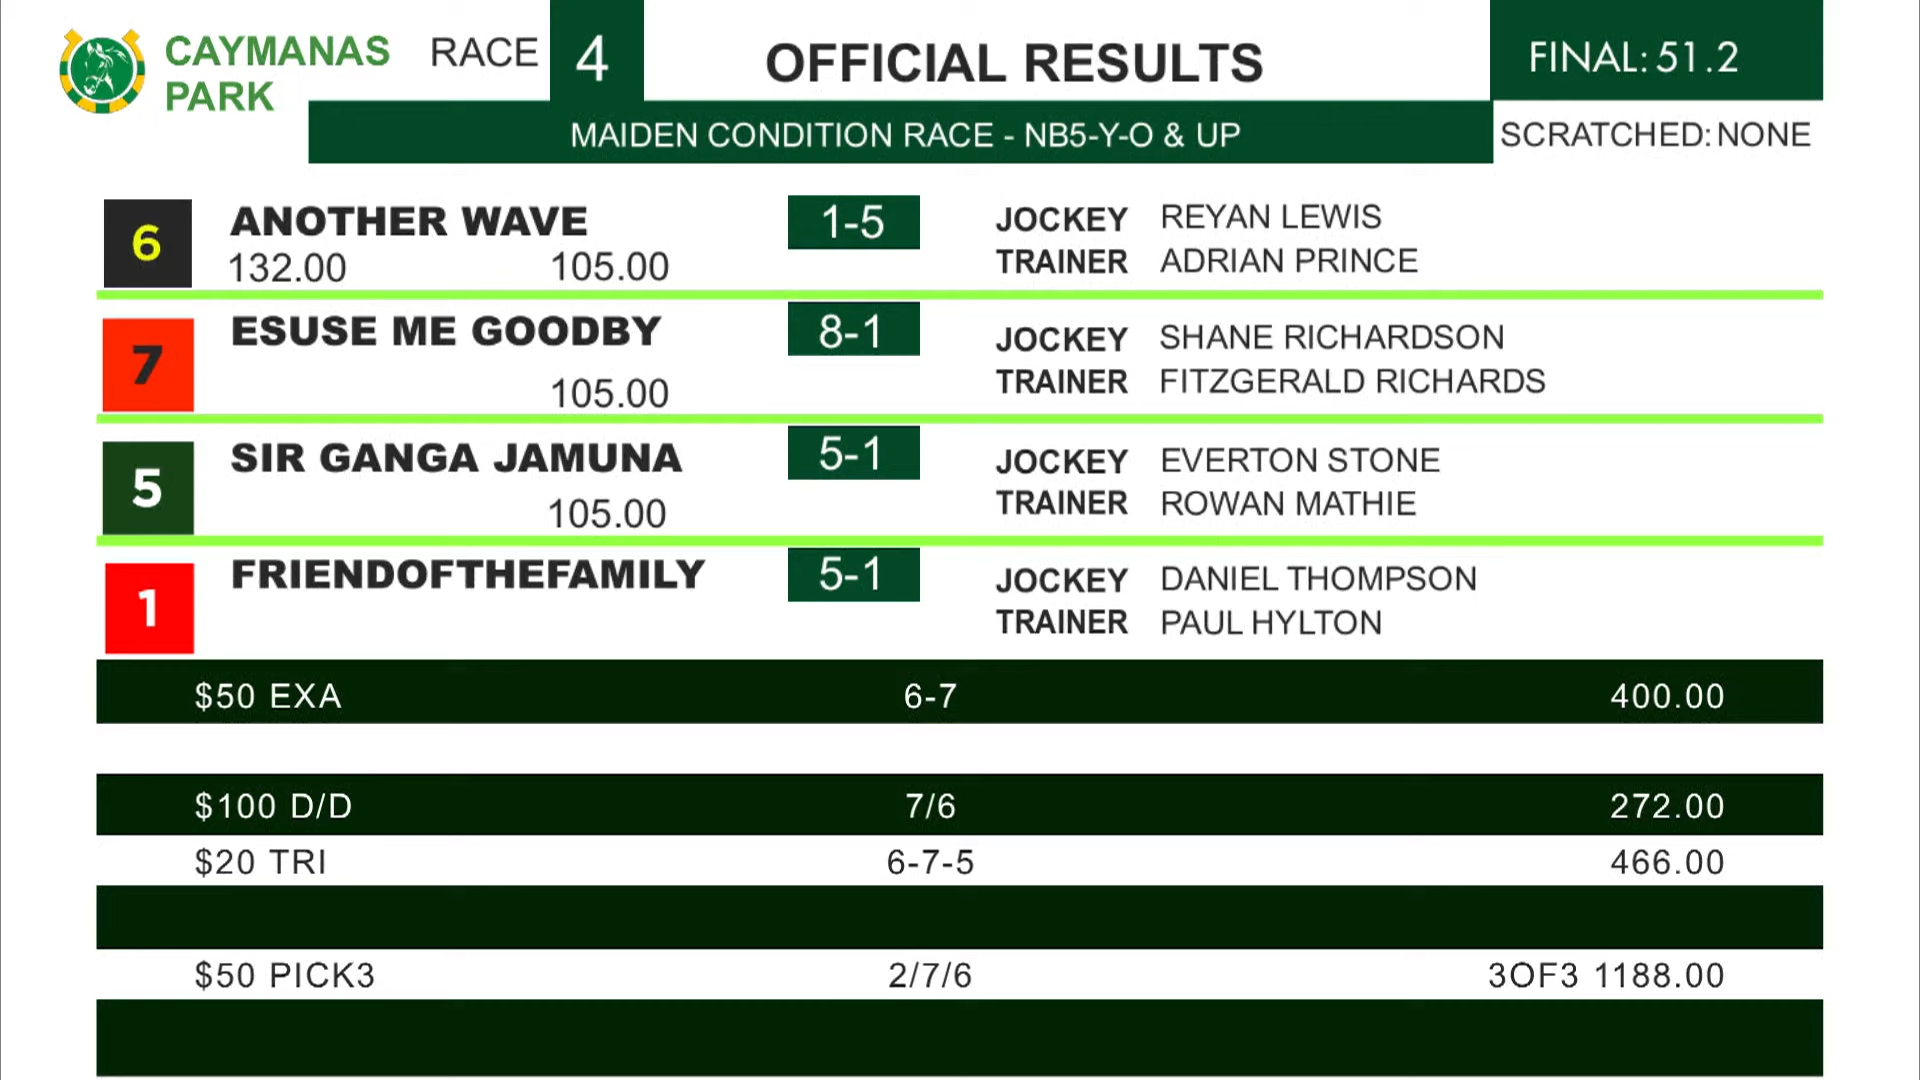 CAYMANAS PARK
RACE 4
OFFICIAL RESULTS
FINAL: 51.2
MAIDEN CONDITION RACE - NB5-Y-O & UP
SCRATCHED: NONE
6 ANOTHER WAVE 1-5 JOCKEY REYAN LEWIS
132.00 105.00 TRAINER ADRIAN PRINCE
7 ESUSE ME GOODBY 8-1 JOCKEY SHANE RICHARDSON
105.00 TRAINER FITZGERALD RICHARDS
5 SIR GANGA JAMUNA 5-1 JOCKEY EVERTON STONE
105.00 TRAINER ROWAN MATHIE
1 FRIENDOFTHEFAMILY 5-1 JOCKEY DANIEL THOMPSON
TRAINER PAUL HYLTON
$50 EXA 6-7 400.00
$100 D/D 7/6 272.00
$20 TRI 6-7-5 466.00
$50 PICK3 2/7/6 3OF3 1188.00